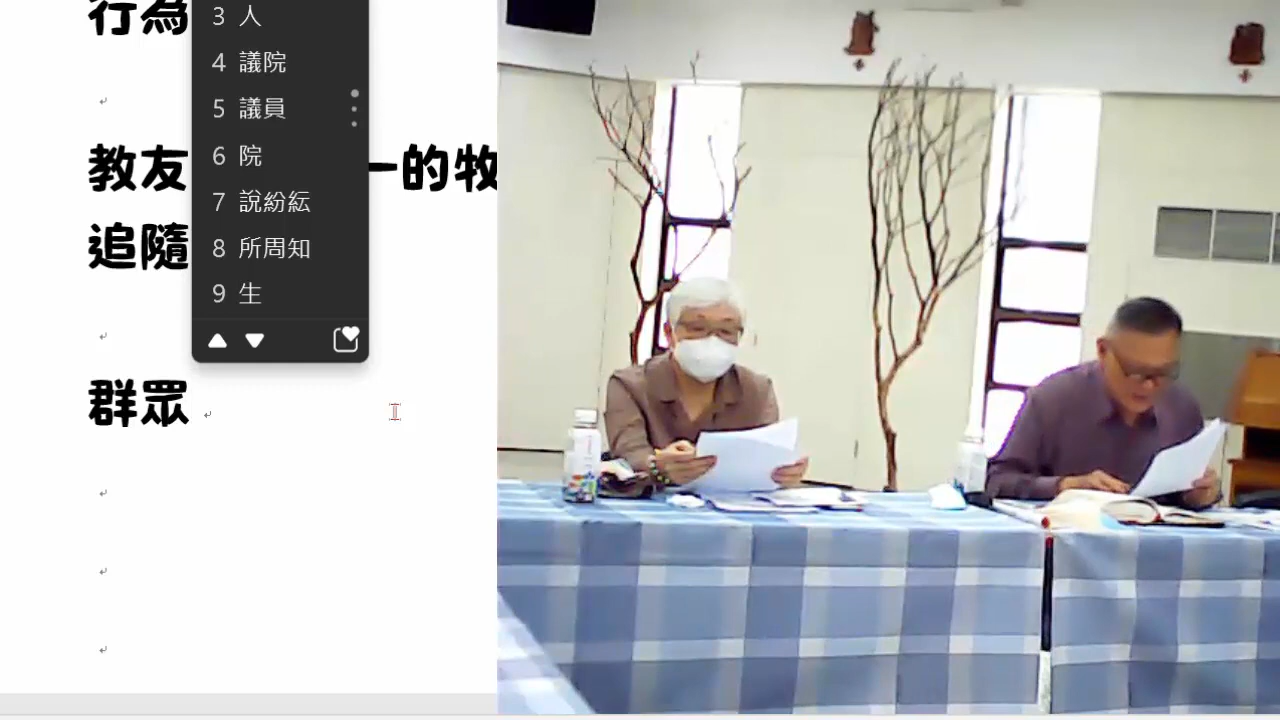 行為
3 人
4 議院
5 議員
6 院
7 說紛紜
8 所周知
9 生
教友 一的牧
追隨
群眾